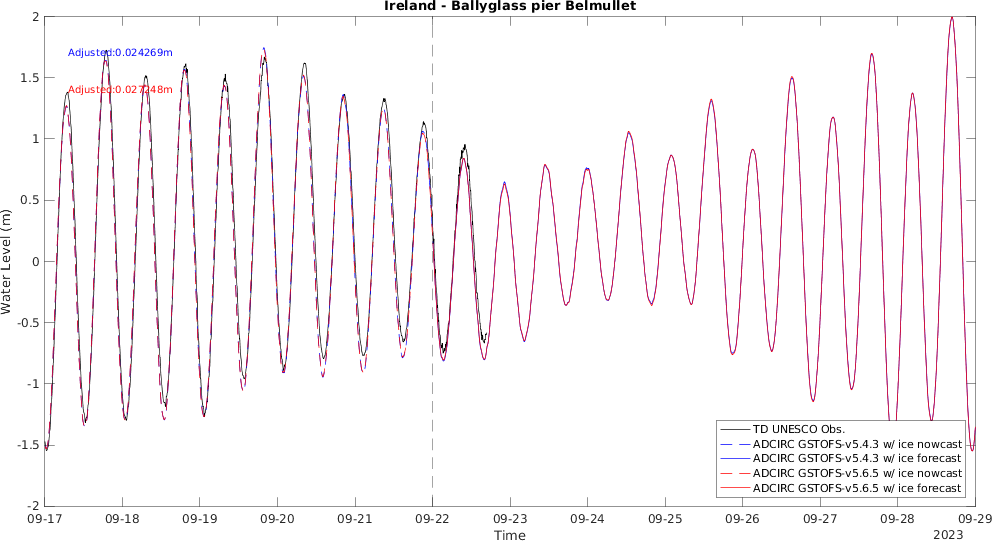 Ireland - Ballyglass pier Belmullet
Adjusted:0.024269m
Adjusted:0.027248m
2
1.5
1
0.5
0
-0.5
-1
-1.5
-2
Water Level (m)
TD UNESCO Obs.
ADCIRC GSTOFS-v5.4.3 w/ ice nowcast
ADCIRC GSTOFS-v5.4.3 w/ ice forecast
ADCIRC GSTOFS-v5.6.5 w/ ice nowcast
ADCIRC GSTOFS-v5.6.5 w/ ice forecast
09-17 09-18 09-19 09-20 09-21 09-22 09-23 09-24 09-25 09-26 09-27 09-28 09-29
Time
2023